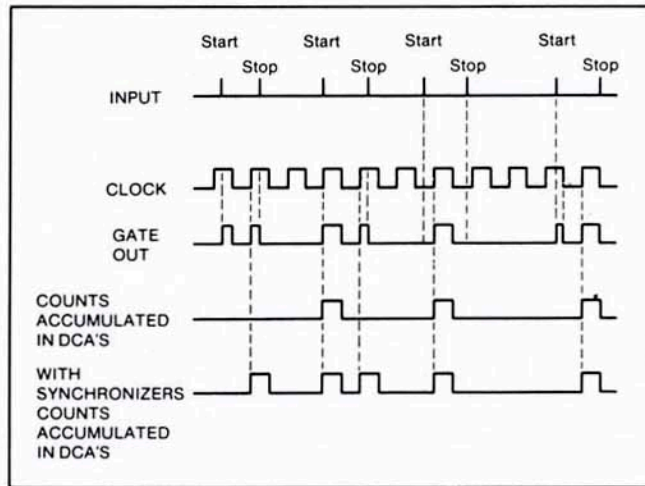 Start Start Start Start
Stop Stop Stop Stop
INPUT
CLOCK
GATE
OUT
COUNTS
ACCUMULATED
IN DCA'S
WITH
SYNCHRONIZERS
COUNTS
ACCUMULATED
IN DCA'S